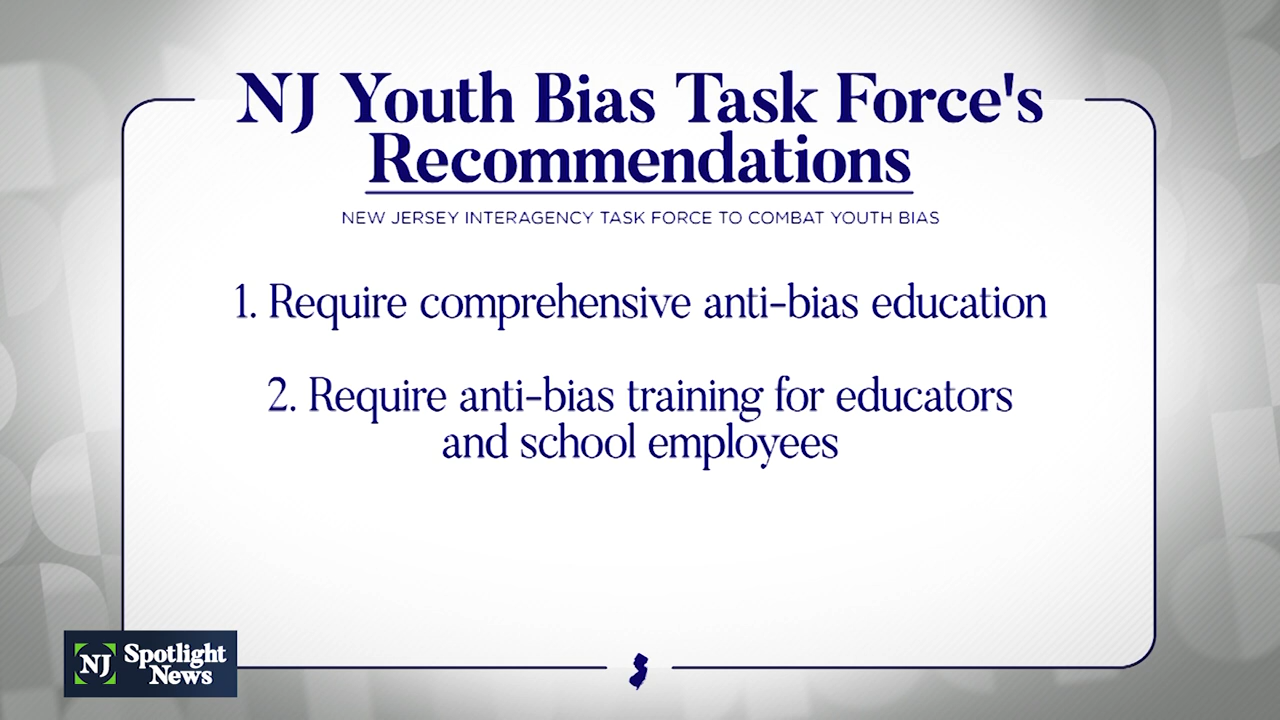 NJ Youth Bias Task Force's
Recommendations
NEW JERSEY INTERAGENCY TASK FORCE TO COMBAT YOUTH BIAS
1. Require comprehensive anti-bias education
2. Require anti-bias training for educators
and school employees
NJ Spotlight
News